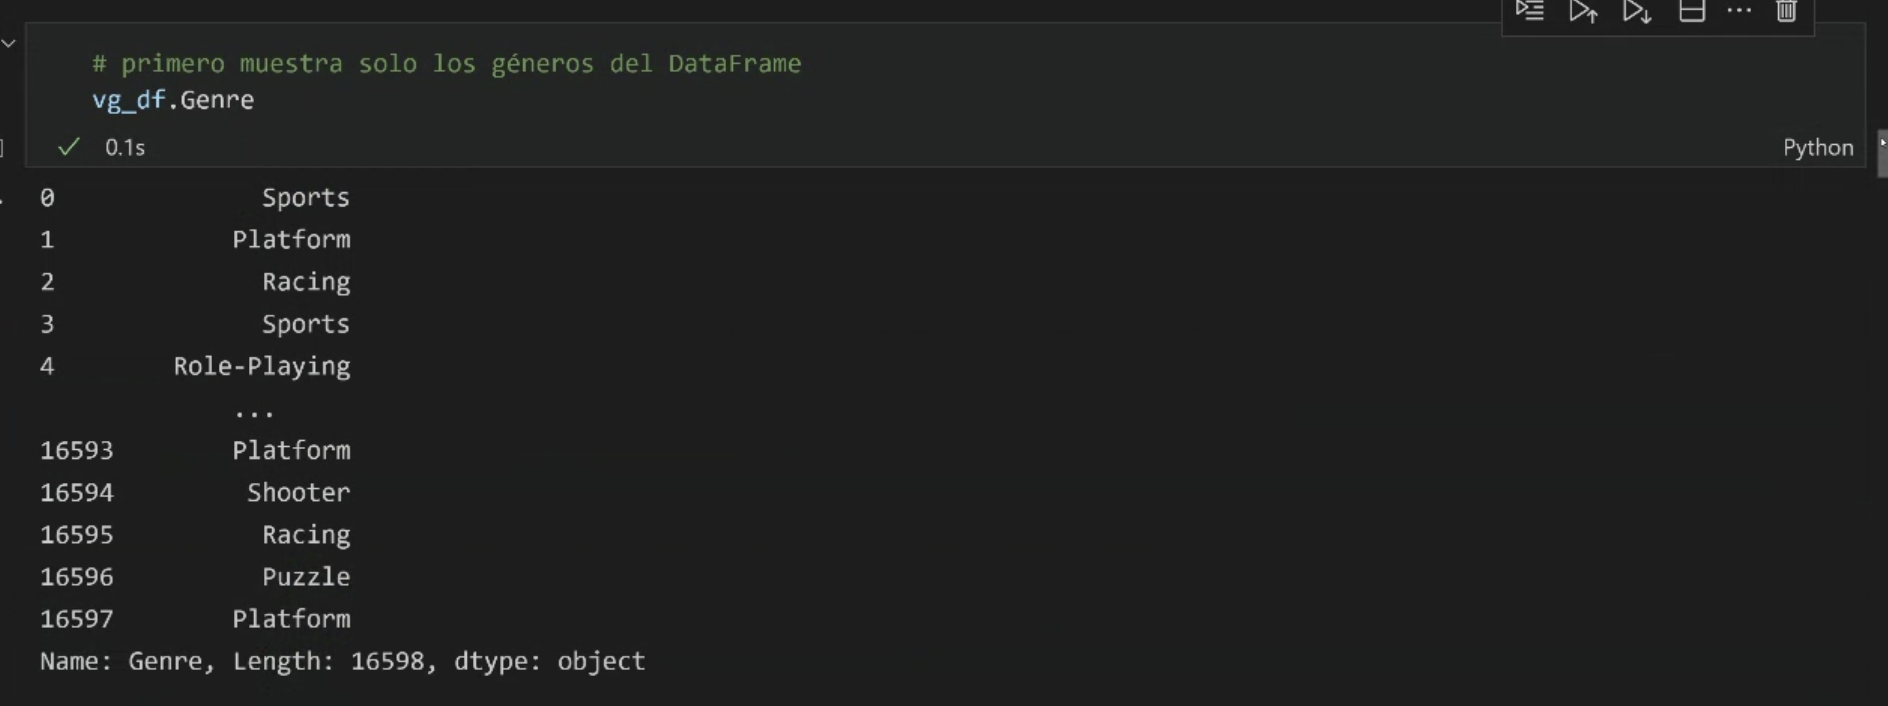 # primero muestra solo los géneros del DataFrame
vg_df.Genre
0.1s
Python
0 Sports
1 Platform
2 Racing
3 Sports
4 Role-Playing
...
16593 Platform
16594 Shooter
16595 Racing
16596 Puzzle
16597 Platform
Name: Genre, Length: 16598, dtype: object